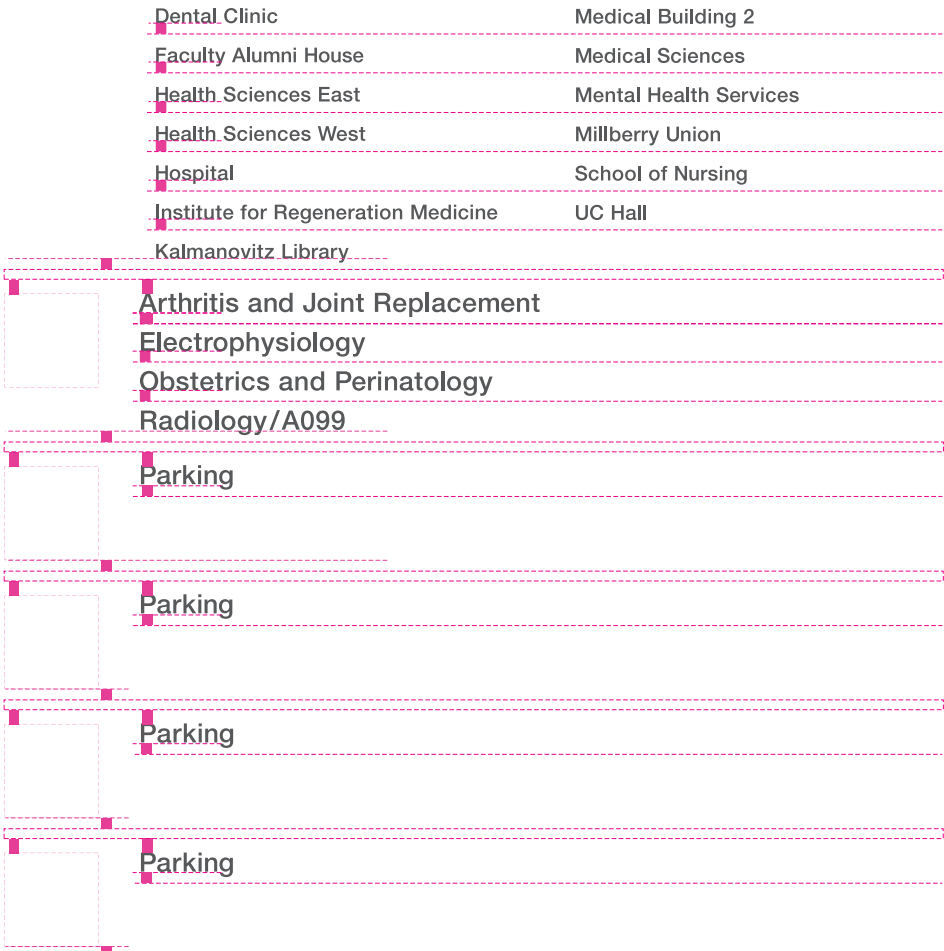 Dental Clinic
Faculty Alumni House
Health Sciences East
Health Sciences West
Hospital
Institute for Regeneration Medicine
Kalmanovitz Library
Medical Building 2
Medical Sciences
Mental Health Services
Millberry Union
School of Nursing
UC Hall
Arthritis and Joint Replacement
Electrophysiology
Obstetrics and Perinatology
Radiology/A099
Parking
Parking
Parking
Parking